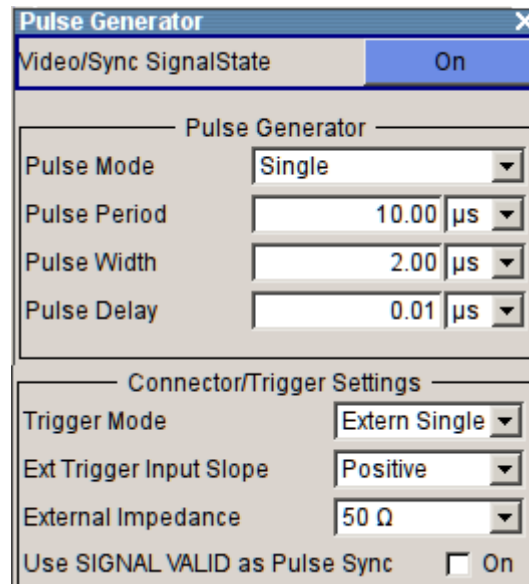 Pulse Generator
Video/Sync SignalState On
Pulse Generator
Pulse Mode Single
Pulse Period 10.00 µs
Pulse Width 2.00 µs
Pulse Delay 0.01 µs
Connector/Trigger Settings
Trigger Mode Extern Single
Ext Trigger Input Slope Positive
External Impedance 50 Ω
Use SIGNAL VALID as Pulse Sync On